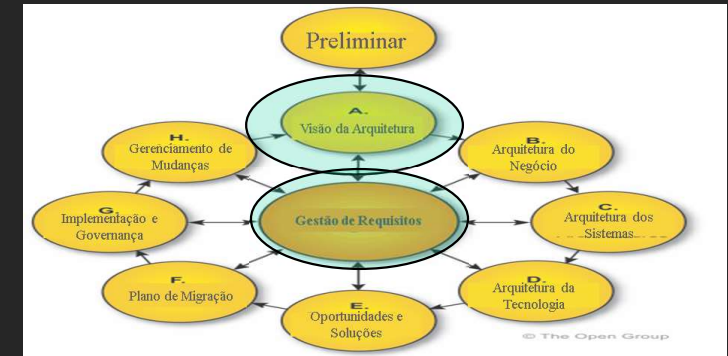 Preliminar
A.
Visão da Arquitetura
H.
Gerenciamento de
Mudanças
B.
Arquitetura do
Negócio
G.
Implementação e
Governança
Gestão de Requisitos
C.
Arquitetura dos
Sistemas
F.
Plano de Migração
D.
Arquitetura da
Tecnologia
E.
Oportunidades e
Soluções
© The Open Group